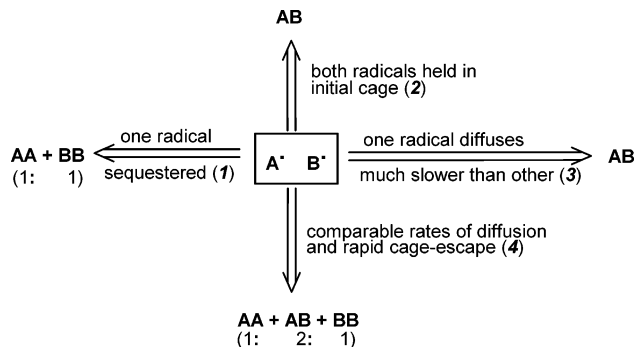 AB
both radicals held in
initial cage (2)
one radical
sequestered (1)
AA + BB
(1: 1)
A· B·
one radical diffuses
much slower than other (3)
AB
comparable rates of diffusion
and rapid cage-escape (4)
AA + AB + BB
(1: 2: 1)